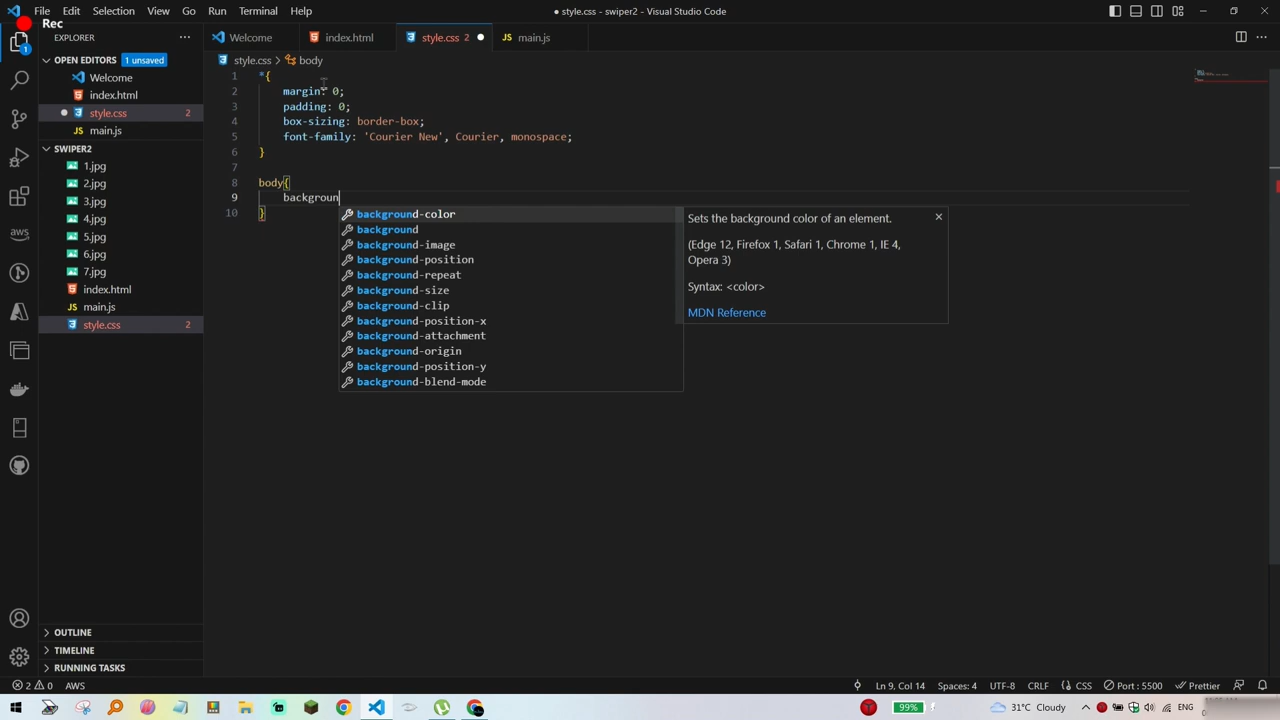 File Edit Selection View Go Run Terminal Help
● style.css - swiper2 - Visual Studio Code
Rec
EXPLORER
Welcome index.html style.css 2 ● main.js
OPEN EDITORS 1 unsaved
style.css > body
Welcome
index.html
style.css 2
main.js
SWIPER2
1.jpg
2.jpg
3.jpg
4.jpg
5.jpg
6.jpg
7.jpg
index.html
main.js
style.css 2
1 *{
2 margin: 0;
3 padding: 0;
4 box-sizing: border-box;
5 font-family: 'Courier New', Courier, monospace;
6 }
7
8 body{
9 backgroun
10 }
background-color
background
background-image
background-position
background-repeat
background-size
background-clip
background-position-x
background-attachment
background-origin
background-position-y
background-blend-mode
Sets the background color of an element.
(Edge 12, Firefox 1, Safari 1, Chrome 1, IE 4,
Opera 3)
Syntax: <color>
MDN Reference
aws
1
OUTLINE
TIMELINE
RUNNING TASKS
2 0 AWS
Ln 9, Col 14 Spaces: 4 UTF-8 CRLF CSS Port : 5500 Prettier
99% 31°C Cloudy ENG